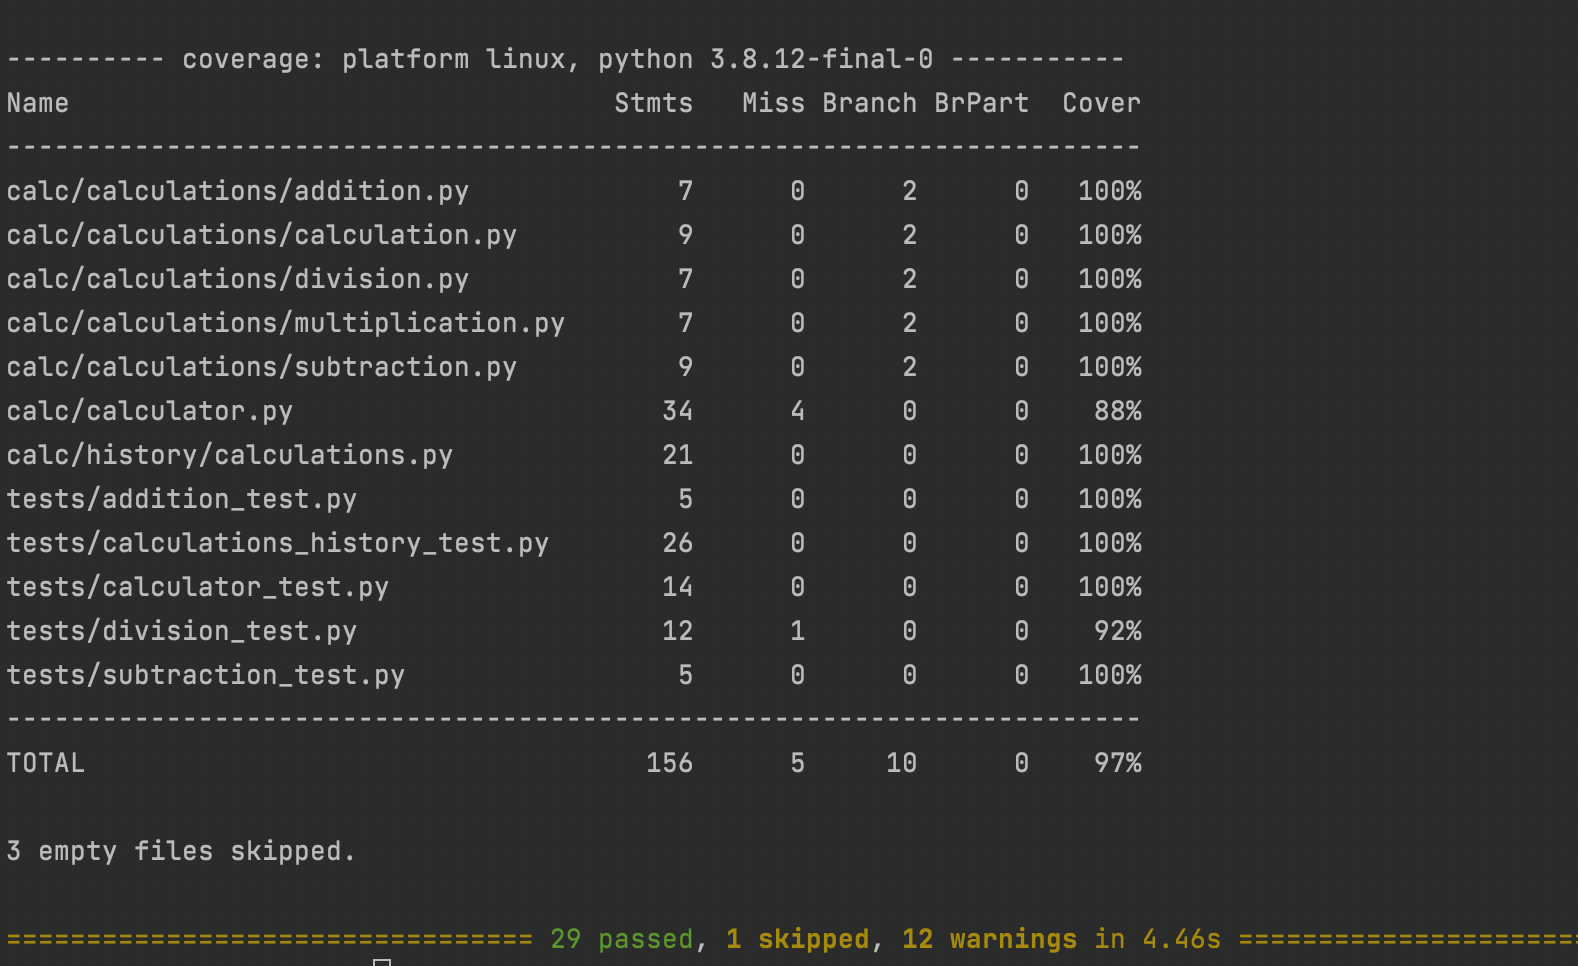 ---------- coverage: platform linux, python 3.8.12-final-0 -----------
Name                                  Stmts   Miss Branch BrPart  Cover
-----------------------------------------------------------------------
calc/calculations/addition.py             7      0      2      0   100%
calc/calculations/calculation.py          9      0      2      0   100%
calc/calculations/division.py             7      0      2      0   100%
calc/calculations/multiplication.py       7      0      2      0   100%
calc/calculations/subtraction.py          9      0      2      0   100%
calc/calculator.py                       34      4      0      0    88%
calc/history/calculations.py             21      0      0      0   100%
tests/addition_test.py                    5      0      0      0   100%
tests/calculations_history_test.py       26      0      0      0   100%
tests/calculator_test.py                 14      0      0      0   100%
tests/division_test.py                   12      1      0      0    92%
tests/subtraction_test.py                 5      0      0      0   100%
-----------------------------------------------------------------------
TOTAL                                   156      5     10      0    97%
3 empty files skipped.
================================= 29 passed, 1 skipped, 12 warnings in 4.46s =====================